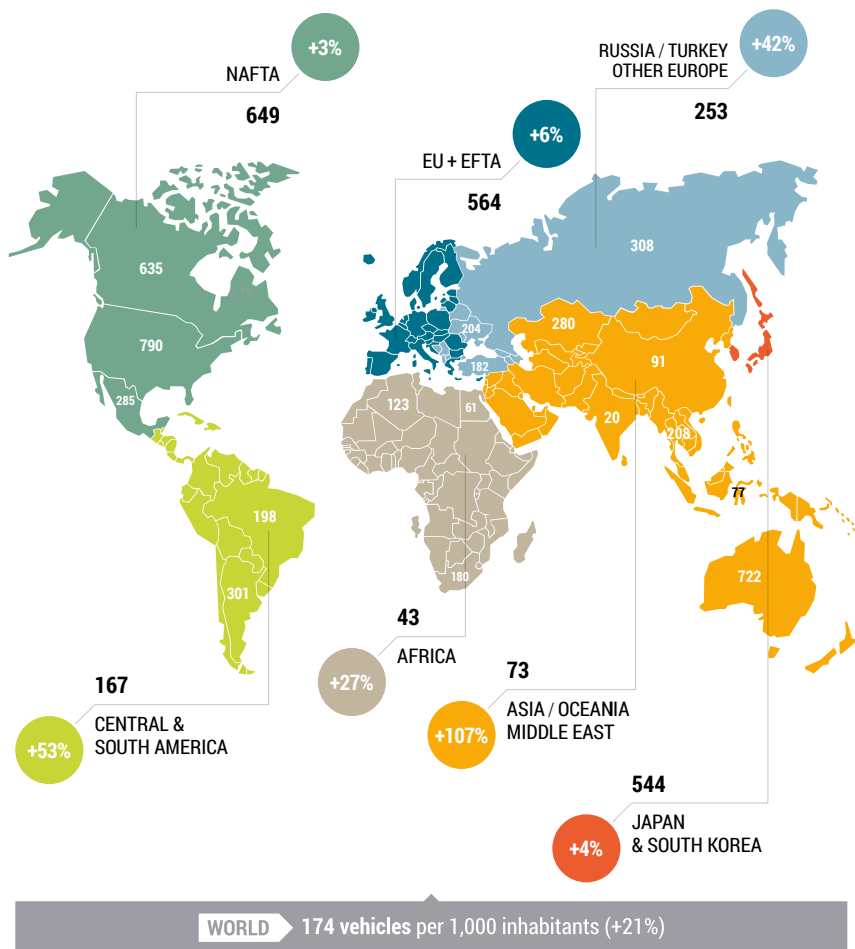 +3%
NAFTA
649
+42%
RUSSIA / TURKEY
OTHER EUROPE
253
+6%
EU + EFTA
564
635
790
285
308
204
182
280
91
20
208
77
722
123
61
180
198
301
43
AFRICA
+27%
167
CENTRAL &
SOUTH AMERICA
+53%
73
ASIA / OCEANIA
MIDDLE EAST
+107%
544
JAPAN
& SOUTH KOREA
+4%
WORLD 174 vehicles per 1,000 inhabitants (+21%)